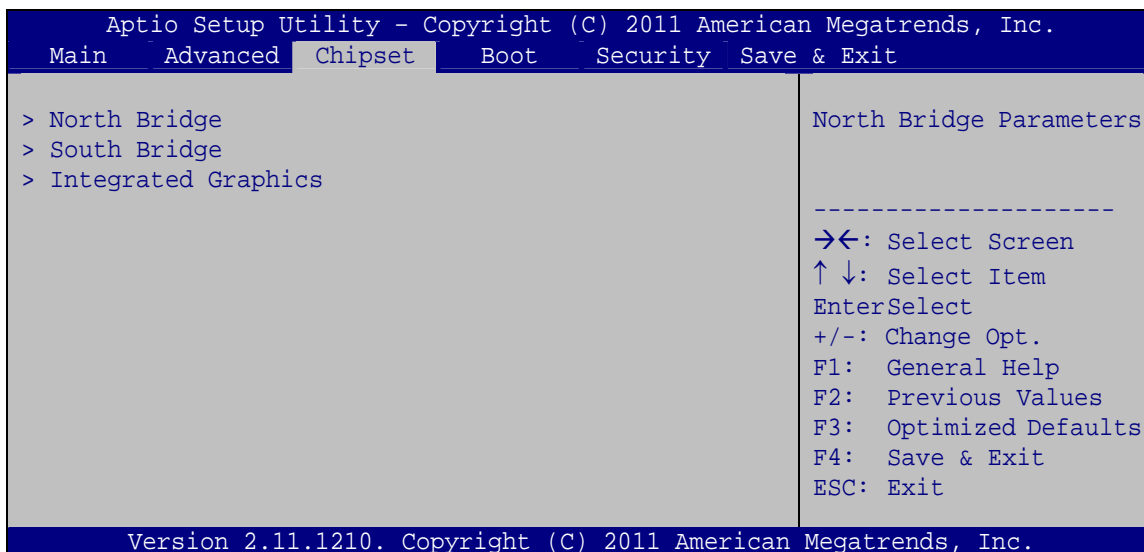 Aptio Setup Utility – Copyright (C) 2011 American Megatrends, Inc.
Main Advanced Chipset Boot Security Save & Exit
> North Bridge
> South Bridge
> Integrated Graphics
North Bridge Parameters
---------------------
→←: Select Screen
↑ ↓: Select Item
EnterSelect
+/-: Change Opt.
F1: General Help
F2: Previous Values
F3: Optimized Defaults
F4: Save & Exit
ESC: Exit
Version 2.11.1210. Copyright (C) 2011 American Megatrends, Inc.